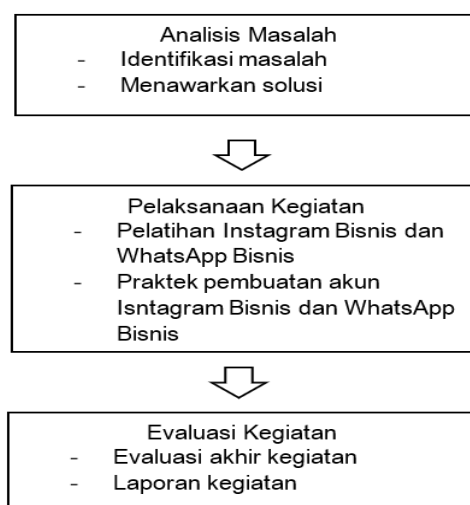 Analisis Masalah
- Identifikasi masalah
- Menawarkan solusi
Pelaksanaan Kegiatan
- Pelatihan Instagram Bisnis dan
WhatsApp Bisnis
- Praktek pembuatan akun
Isntagram Bisnis dan WhatsApp
Bisnis
Evaluasi Kegiatan
- Evaluasi akhir kegiatan
- Laporan kegiatan